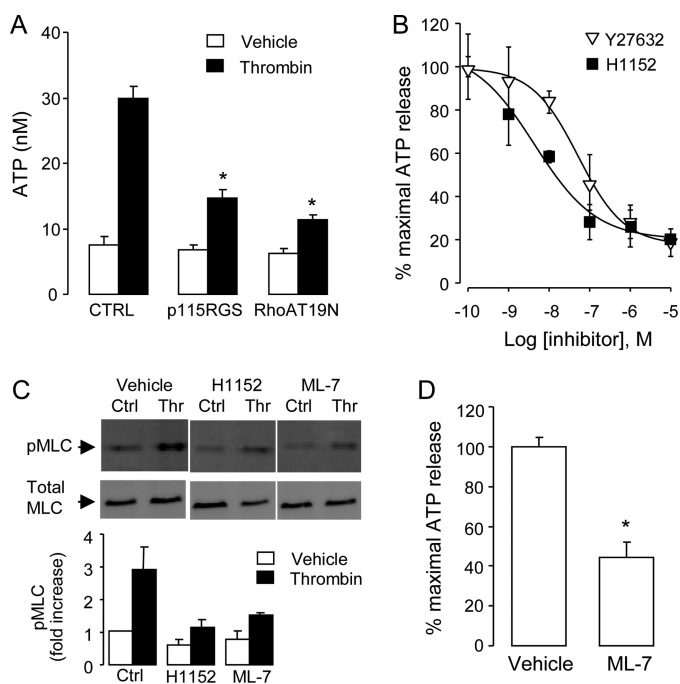 A
Vehicle
Thrombin
ATP (nM)
40
30
20
10
0
*
*
CTRL
p115RGS
RhoAT19N
B
Y27632
H1152
% maximal ATP release
120
100
80
60
40
20
0
-10
-9
-8
-7
-6
-5
Log [inhibitor], M
C
Vehicle
H1152
ML-7
Ctrl
Thr
Ctrl
Thr
Ctrl
Thr
pMLC
Total
MLC
Vehicle
Thrombin
pMLC
(fold increase)
4
3
2
1
0
Ctrl
H1152
ML-7
D
% maximal ATP release
120
100
80
60
40
20
0
*
Vehicle
ML-7